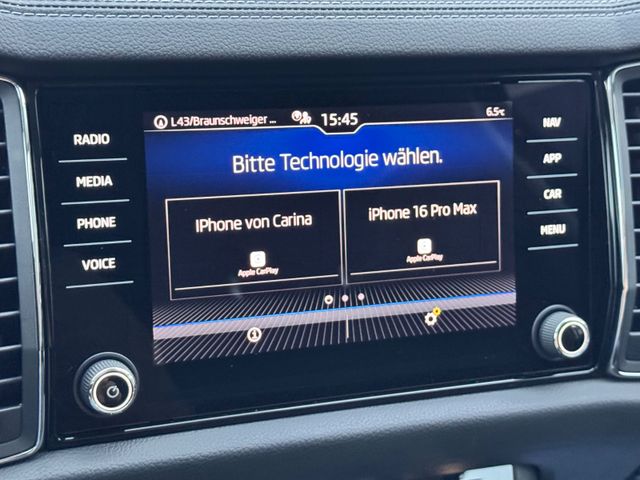 L43/Braunschweiger ...
15:45
6.5°C
RADIO
MEDIA
PHONE
VOICE
Bitte Technologie wählen.
IPhone von Carina
Apple CarPlay
iPhone 16 Pro Max
Apple CarPlay
NAV
APP
CAR
MENU